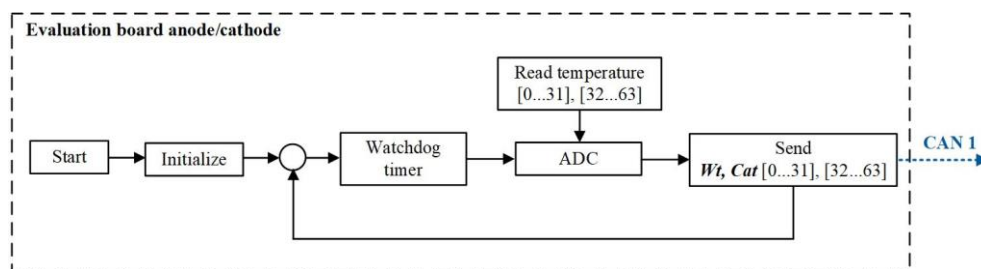 Evaluation board anode/cathode
Read temperature
[0...31], [32...63]
Start
Initialize
Watchdog
timer
ADC
Send
Wt, Cat [0...31], [32...63]
CAN 1